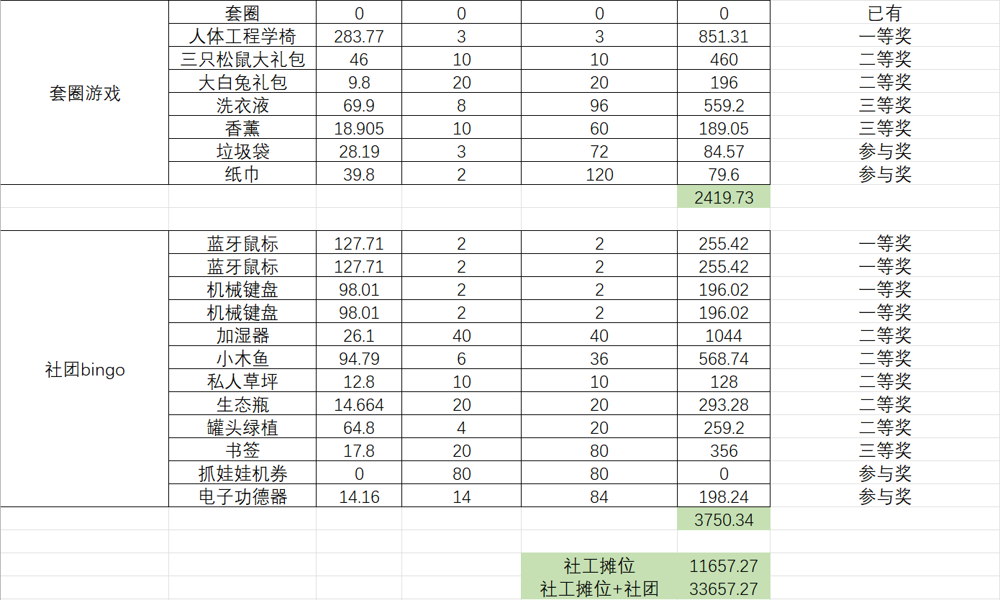 套圈 0 0 0 0 已有
人体工程学椅 283.77 3 3 851.31 一等奖
三只松鼠大礼包 46 10 10 460 二等奖
大白兔礼包 9.8 20 20 196 二等奖
套圈游戏
洗衣液 69.9 8 96 559.2 三等奖
香薰 18.905 10 60 189.05 三等奖
垃圾袋 28.19 3 72 84.57 参与奖
纸巾 39.8 2 120 79.6 参与奖
2419.73
蓝牙鼠标 127.71 2 2 255.42 一等奖
蓝牙鼠标 127.71 2 2 255.42 一等奖
机械键盘 98.01 2 2 196.02 一等奖
机械键盘 98.01 2 2 196.02 一等奖
加湿器 26.1 40 40 1044 二等奖
小木鱼 94.79 6 36 568.74 二等奖
社团bingo
私人草坪 12.8 10 10 128 二等奖
生态瓶 14.664 20 20 293.28 二等奖
罐头绿植 64.8 4 20 259.2 二等奖
书签 17.8 20 80 356 三等奖
抓娃娃机券 0 80 80 0 参与奖
电子功德器 14.16 14 84 198.24 参与奖
3750.34
社工摊位 11657.27
社工摊位+社团 33657.27